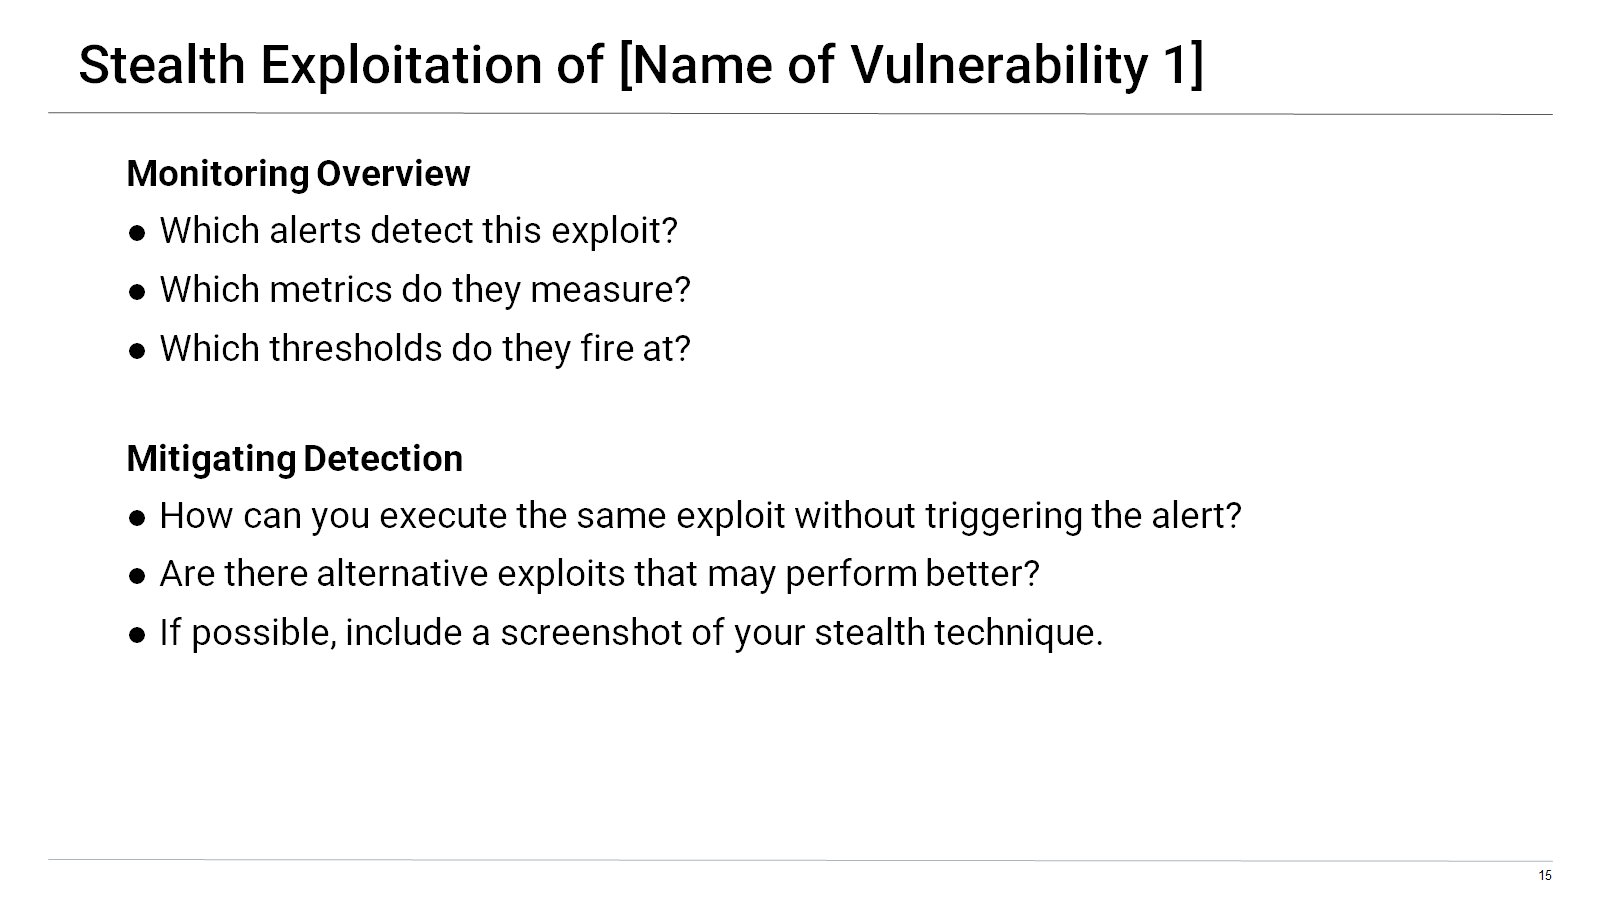 Stealth Exploitation of [Name of Vulnerability 1]
Monitoring Overview
● Which alerts detect this exploit?
● Which metrics do they measure?
● Which thresholds do they fire at?
Mitigating Detection
● How can you execute the same exploit without triggering the alert?
● Are there alternative exploits that may perform better?
● If possible, include a screenshot of your stealth technique.
15